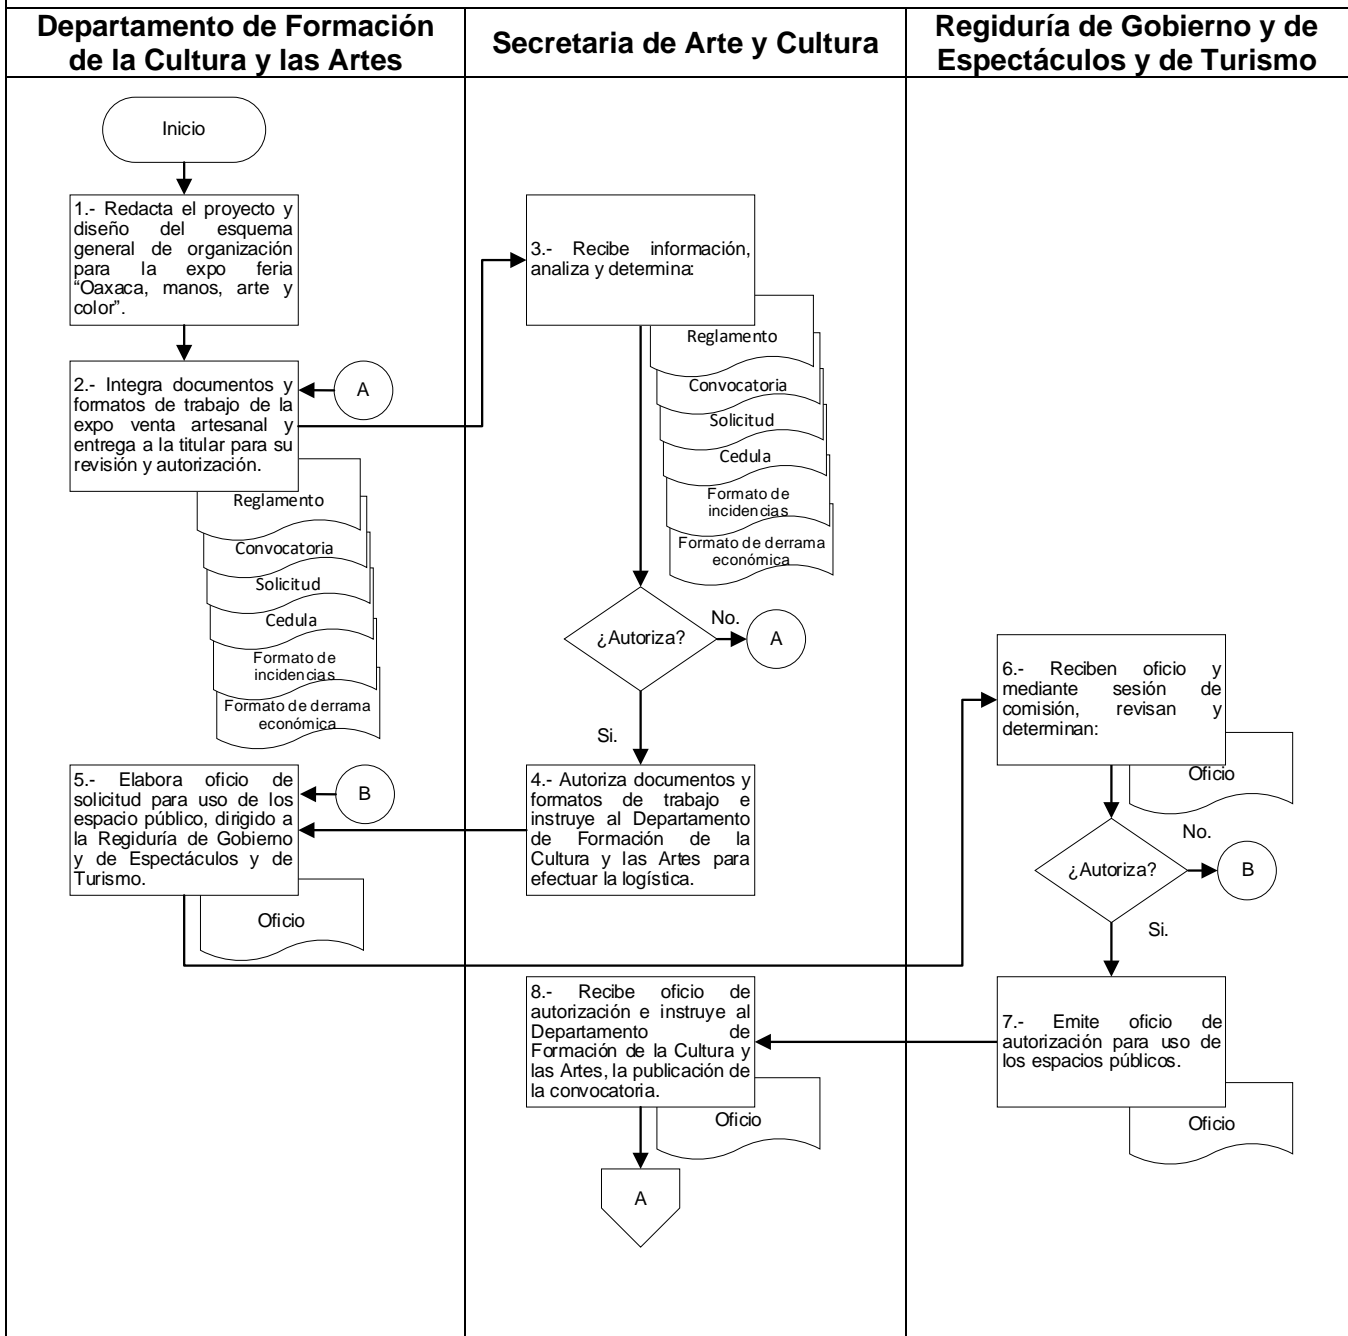 Departamento de Formación
de la Cultura y las Artes
Secretaria de Arte y Cultura
Regiduría de Gobierno y de
Espectáculos y de Turismo
Inicio
1.- Redacta el proyecto y
diseño del esquema
general de organización
para la expo feria
“Oaxaca, manos, arte y
color”.
2.- Integra documentos y
formatos de trabajo de la
expo venta artesanal y
entrega a la titular para su
revisión y autorización.
A
Reglamento
Convocatoria
Solicitud
Cedula
Formato de
incidencias
Formato de derrama
económica
3.- Recibe información,
analiza y determina:
Reglamento
Convocatoria
Solicitud
Cedula
Formato de
incidencias
Formato de derrama
económica
¿Autoriza?
No.
A
Si.
4.- Autoriza documentos y
formatos de trabajo e
instruye al Departamento
de Formación de la
Cultura y las Artes para
efectuar la logística.
5.- Elabora oficio de
solicitud para uso de los
espacio público, dirigido a
la Regiduría de Gobierno
y de Espectáculos y de
Turismo.
B
Oficio
6.- Reciben oficio y
mediante sesión de
comisión, revisan y
determinan:
Oficio
¿Autoriza?
No.
B
Si.
7.- Emite oficio de
autorización para uso de
los espacios públicos.
Oficio
8.- Recibe oficio de
autorización e instruye al
Departamento de
Formación de la Cultura y
las Artes, la publicación de
la convocatoria.
Oficio
A